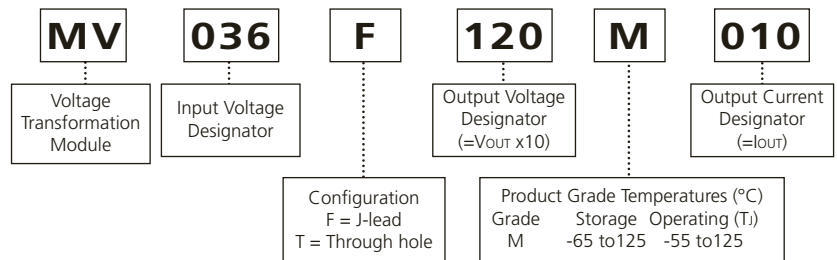 MV 036 F 120 M 010
Voltage
Transformation
Module
Input Voltage
Designator
Output Voltage
Designator
(=VOUT x10)
Output Current
Designator
(=IOUT)
Configuration
F = J-lead
T = Through hole
Product Grade Temperatures (°C)
Grade Storage Operating (TJ)
M -65 to125 -55 to125